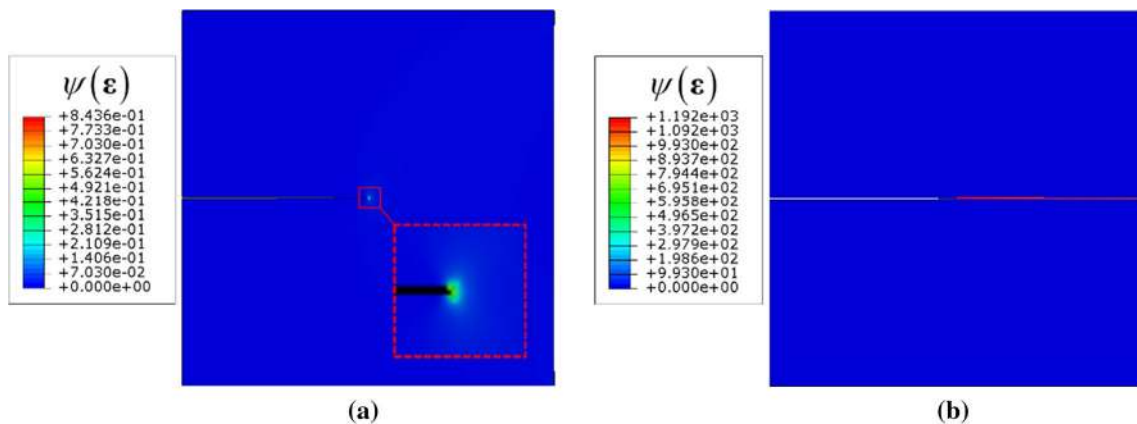 ψ(ε)
+8.436e-01
+7.733e-01
+7.030e-01
+6.327e-01
+5.624e-01
+4.921e-01
+4.218e-01
+3.515e-01
+2.812e-01
+2.109e-01
+1.406e-01
+7.030e-02
+0.000e+00
(a)
ψ(ε)
+1.192e+03
+1.092e+03
+9.930e+02
+8.937e+02
+7.944e+02
+6.951e+02
+5.958e+02
+4.965e+02
+3.972e+02
+2.979e+02
+1.986e+02
+9.930e+01
+0.000e+00
(b)